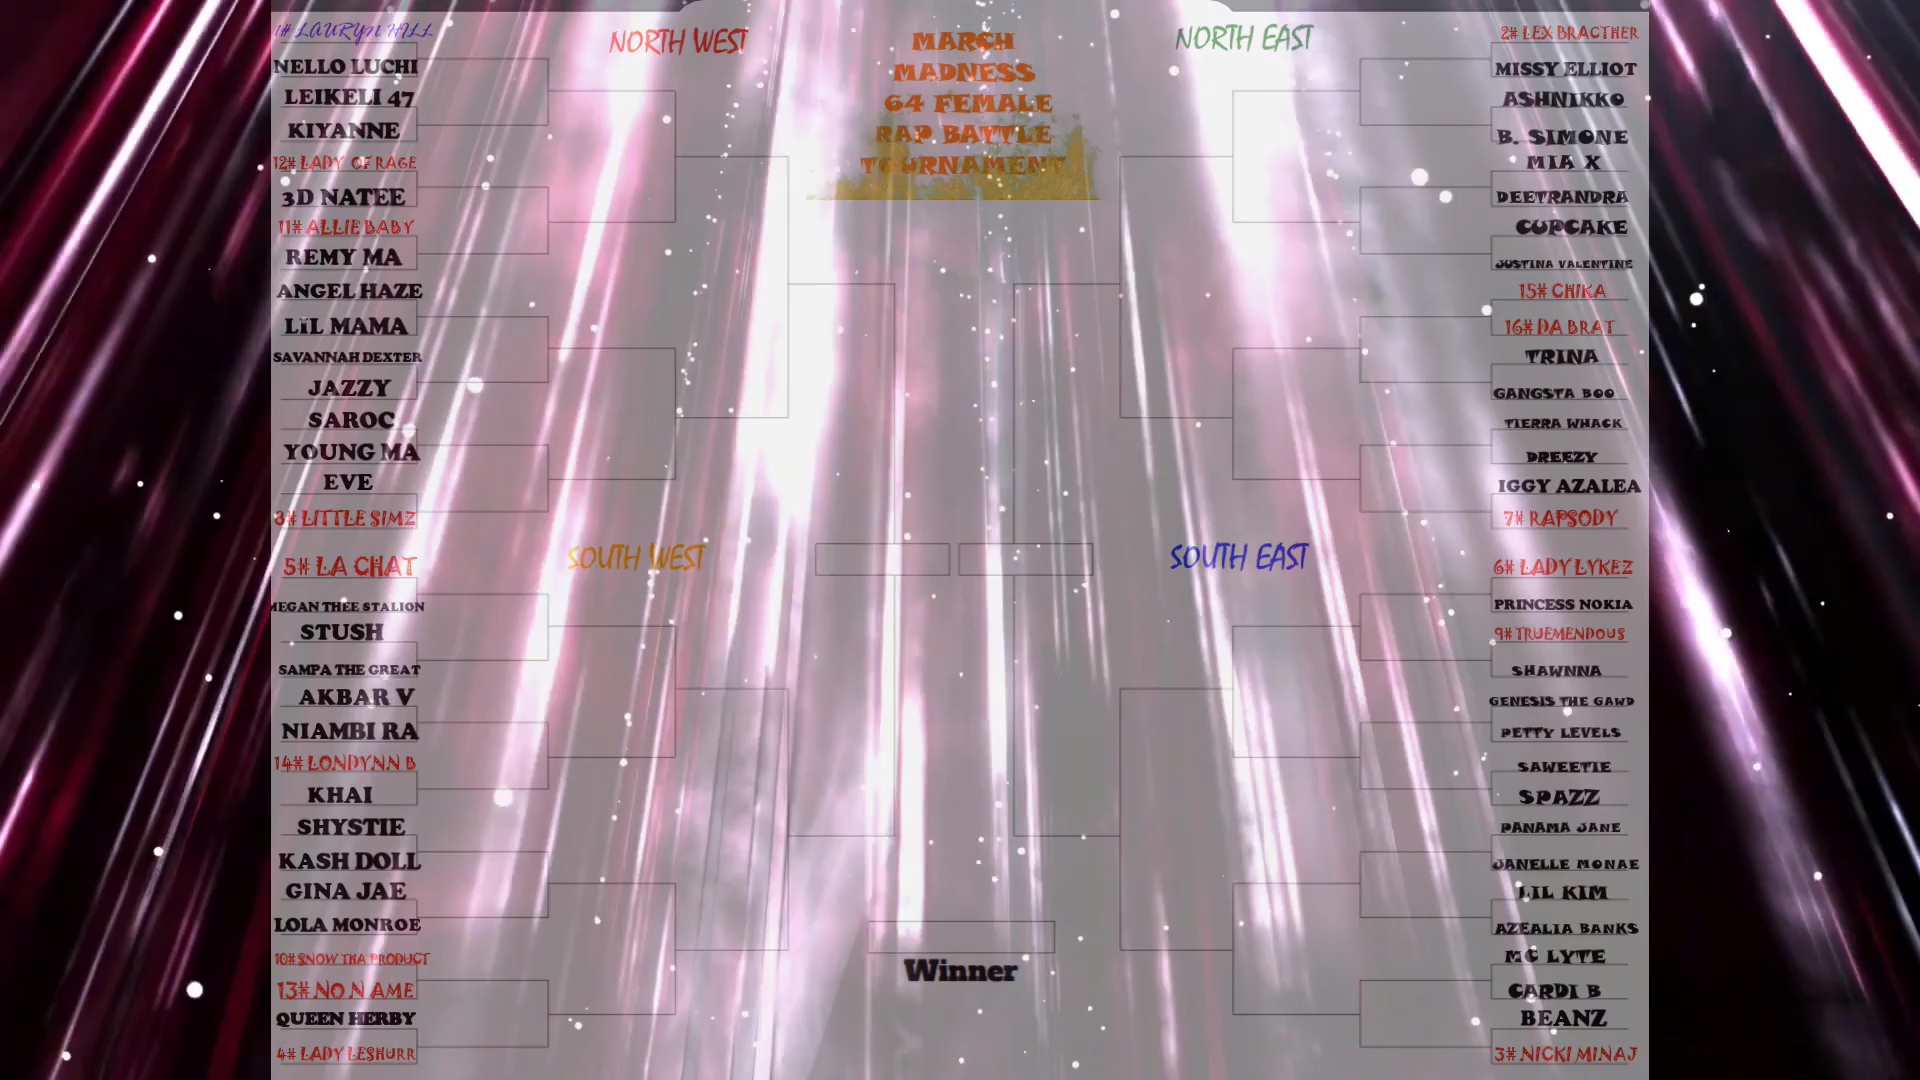 1# LAURYN HILL
NELLO LUCHI
LEIKELI 47
KIYANNE
12# LADY OF RAGE
3D NATEE
11# ALLIE BABY
REMY MA
ANGEL HAZE
LIL MAMA
SAVANNAH DEXTER
JAZZY
SAROC
YOUNG MA
EVE
8# LITTLE SIMZ
NORTH WEST
MARCH
MADNESS
64 FEMALE
RAP BATTLE
TOURNAMENT
NORTH EAST
2# LEX BRACTHER
MISSY ELLIOT
ASHNIKKO
B. SIMONE
MIA X
DEETRANDRA
CUPCAKE
JUSTINA VALENTINE
15# CHIKA
16# DA BRAT
TRINA
GANGSTA BOO
TIERRA WHACK
DREEZY
IGGY AZALEA
7# RAPSODY
5# LA CHAT
MEGAN THEE STALION
STUSH
SAMPA THE GREAT
AKBAR V
NIAMBI RA
14# LONDYNN B
KHAI
SHYSTIE
KASH DOLL
GINA JAE
LOLA MONROE
10# SNOW THA PRODUCT
13# NO NAME
QUEEN HERBY
4# LADY LESHURR
SOUTH WEST
SOUTH EAST
6# LADY LYKEZ
PRINCESS NOKIA
9# TRUEMENDOUS
SHAWNNA
GENESIS THE GAWD
PETTY LEVELS
SAWEETIE
SPAZZ
PANAMA JANE
JANELLE MONAE
LIL KIM
AZEALIA BANKS
MC LYTE
CARDI B
BEANZ
3# NICKI MINAJ
Winner